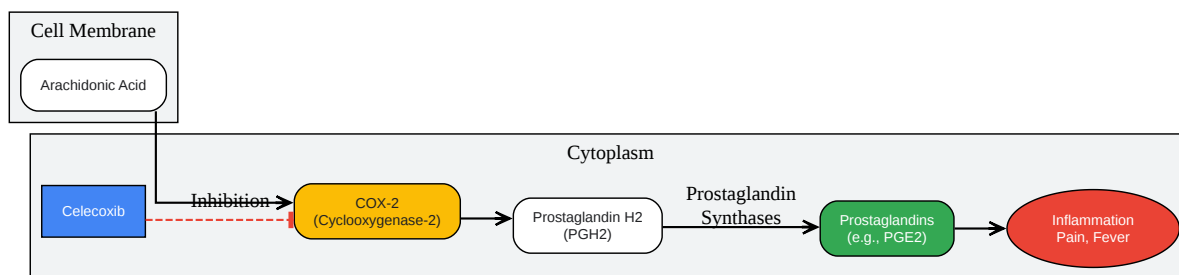 Cell Membrane
Arachidonic Acid
Cytoplasm
Celecoxib
Inhibition
COX-2
(Cyclooxygenase-2)
Prostaglandin H2
(PGH2)
Prostaglandin
Synthases
Prostaglandins
(e.g., PGE2)
Inflammation
Pain, Fever